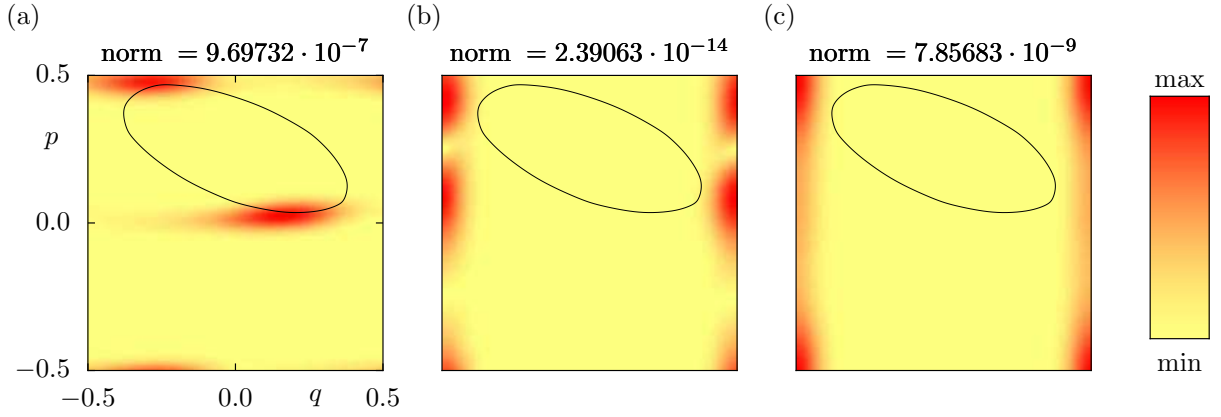 (a) (b) (c)
norm = 9.69732 · 10⁻⁷ norm = 2.39063 · 10⁻¹⁴ norm = 7.85683 · 10⁻⁹
0.5
p
0.0
−0.5
−0.5 0.0 q 0.5
max
min